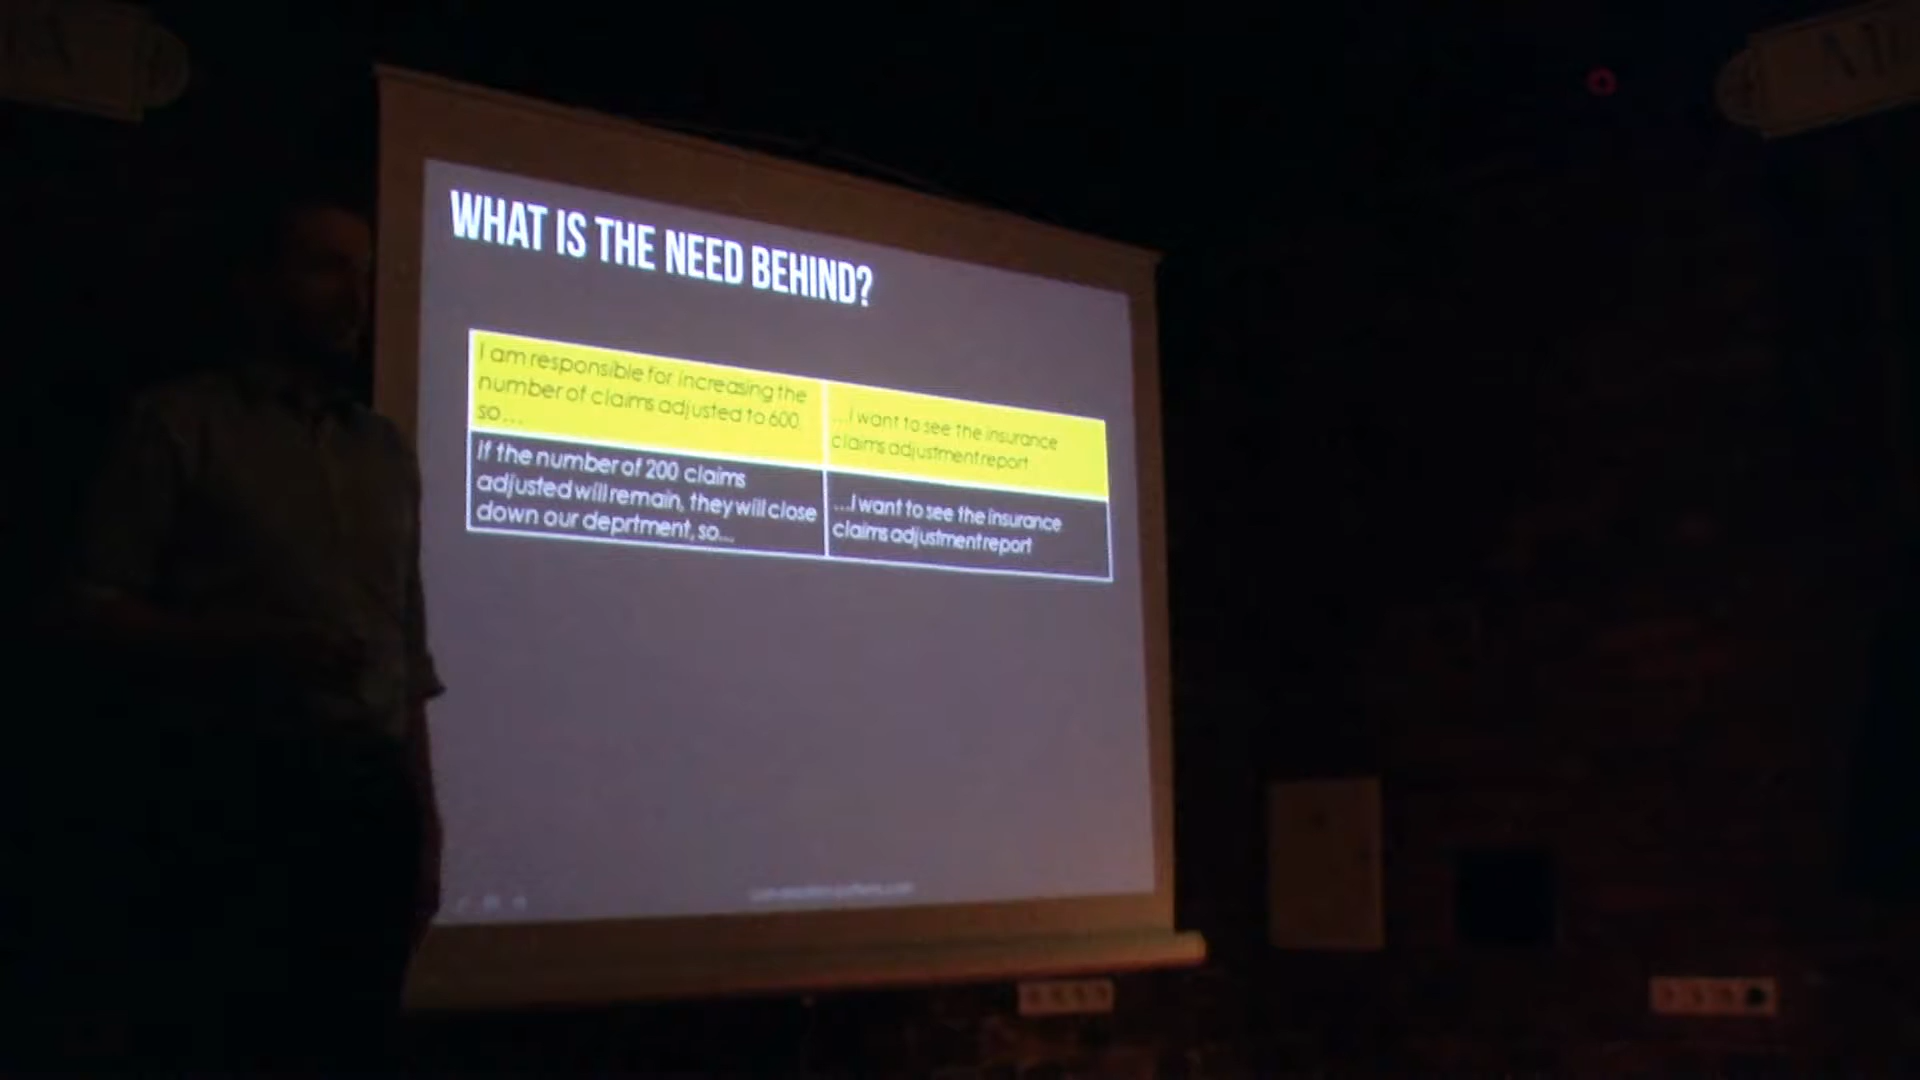 WHAT IS THE NEED BEHIND?
I am responsible for increasing the
number of claims adjusted to 600,
so...
...I want to see the insurance
claims adjustment report
If the number of 200 claims
adjusted will remain, they will close
down our deprtment, so...
...I want to see the insurance
claims adjustment report